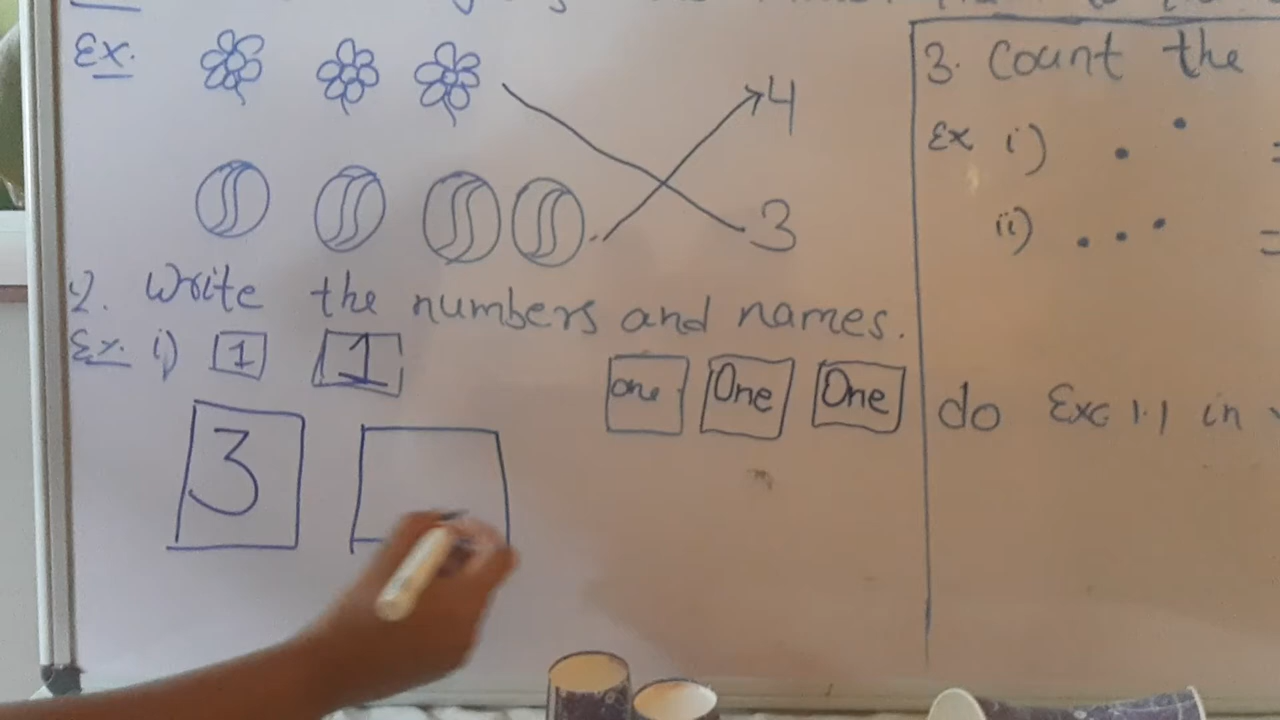 Ex.
4
3
2. Write the numbers and names.
Ex. i) 1 1
one One One
3
3. Count the
Ex i) =
ii) =
do Exc 1.1 in